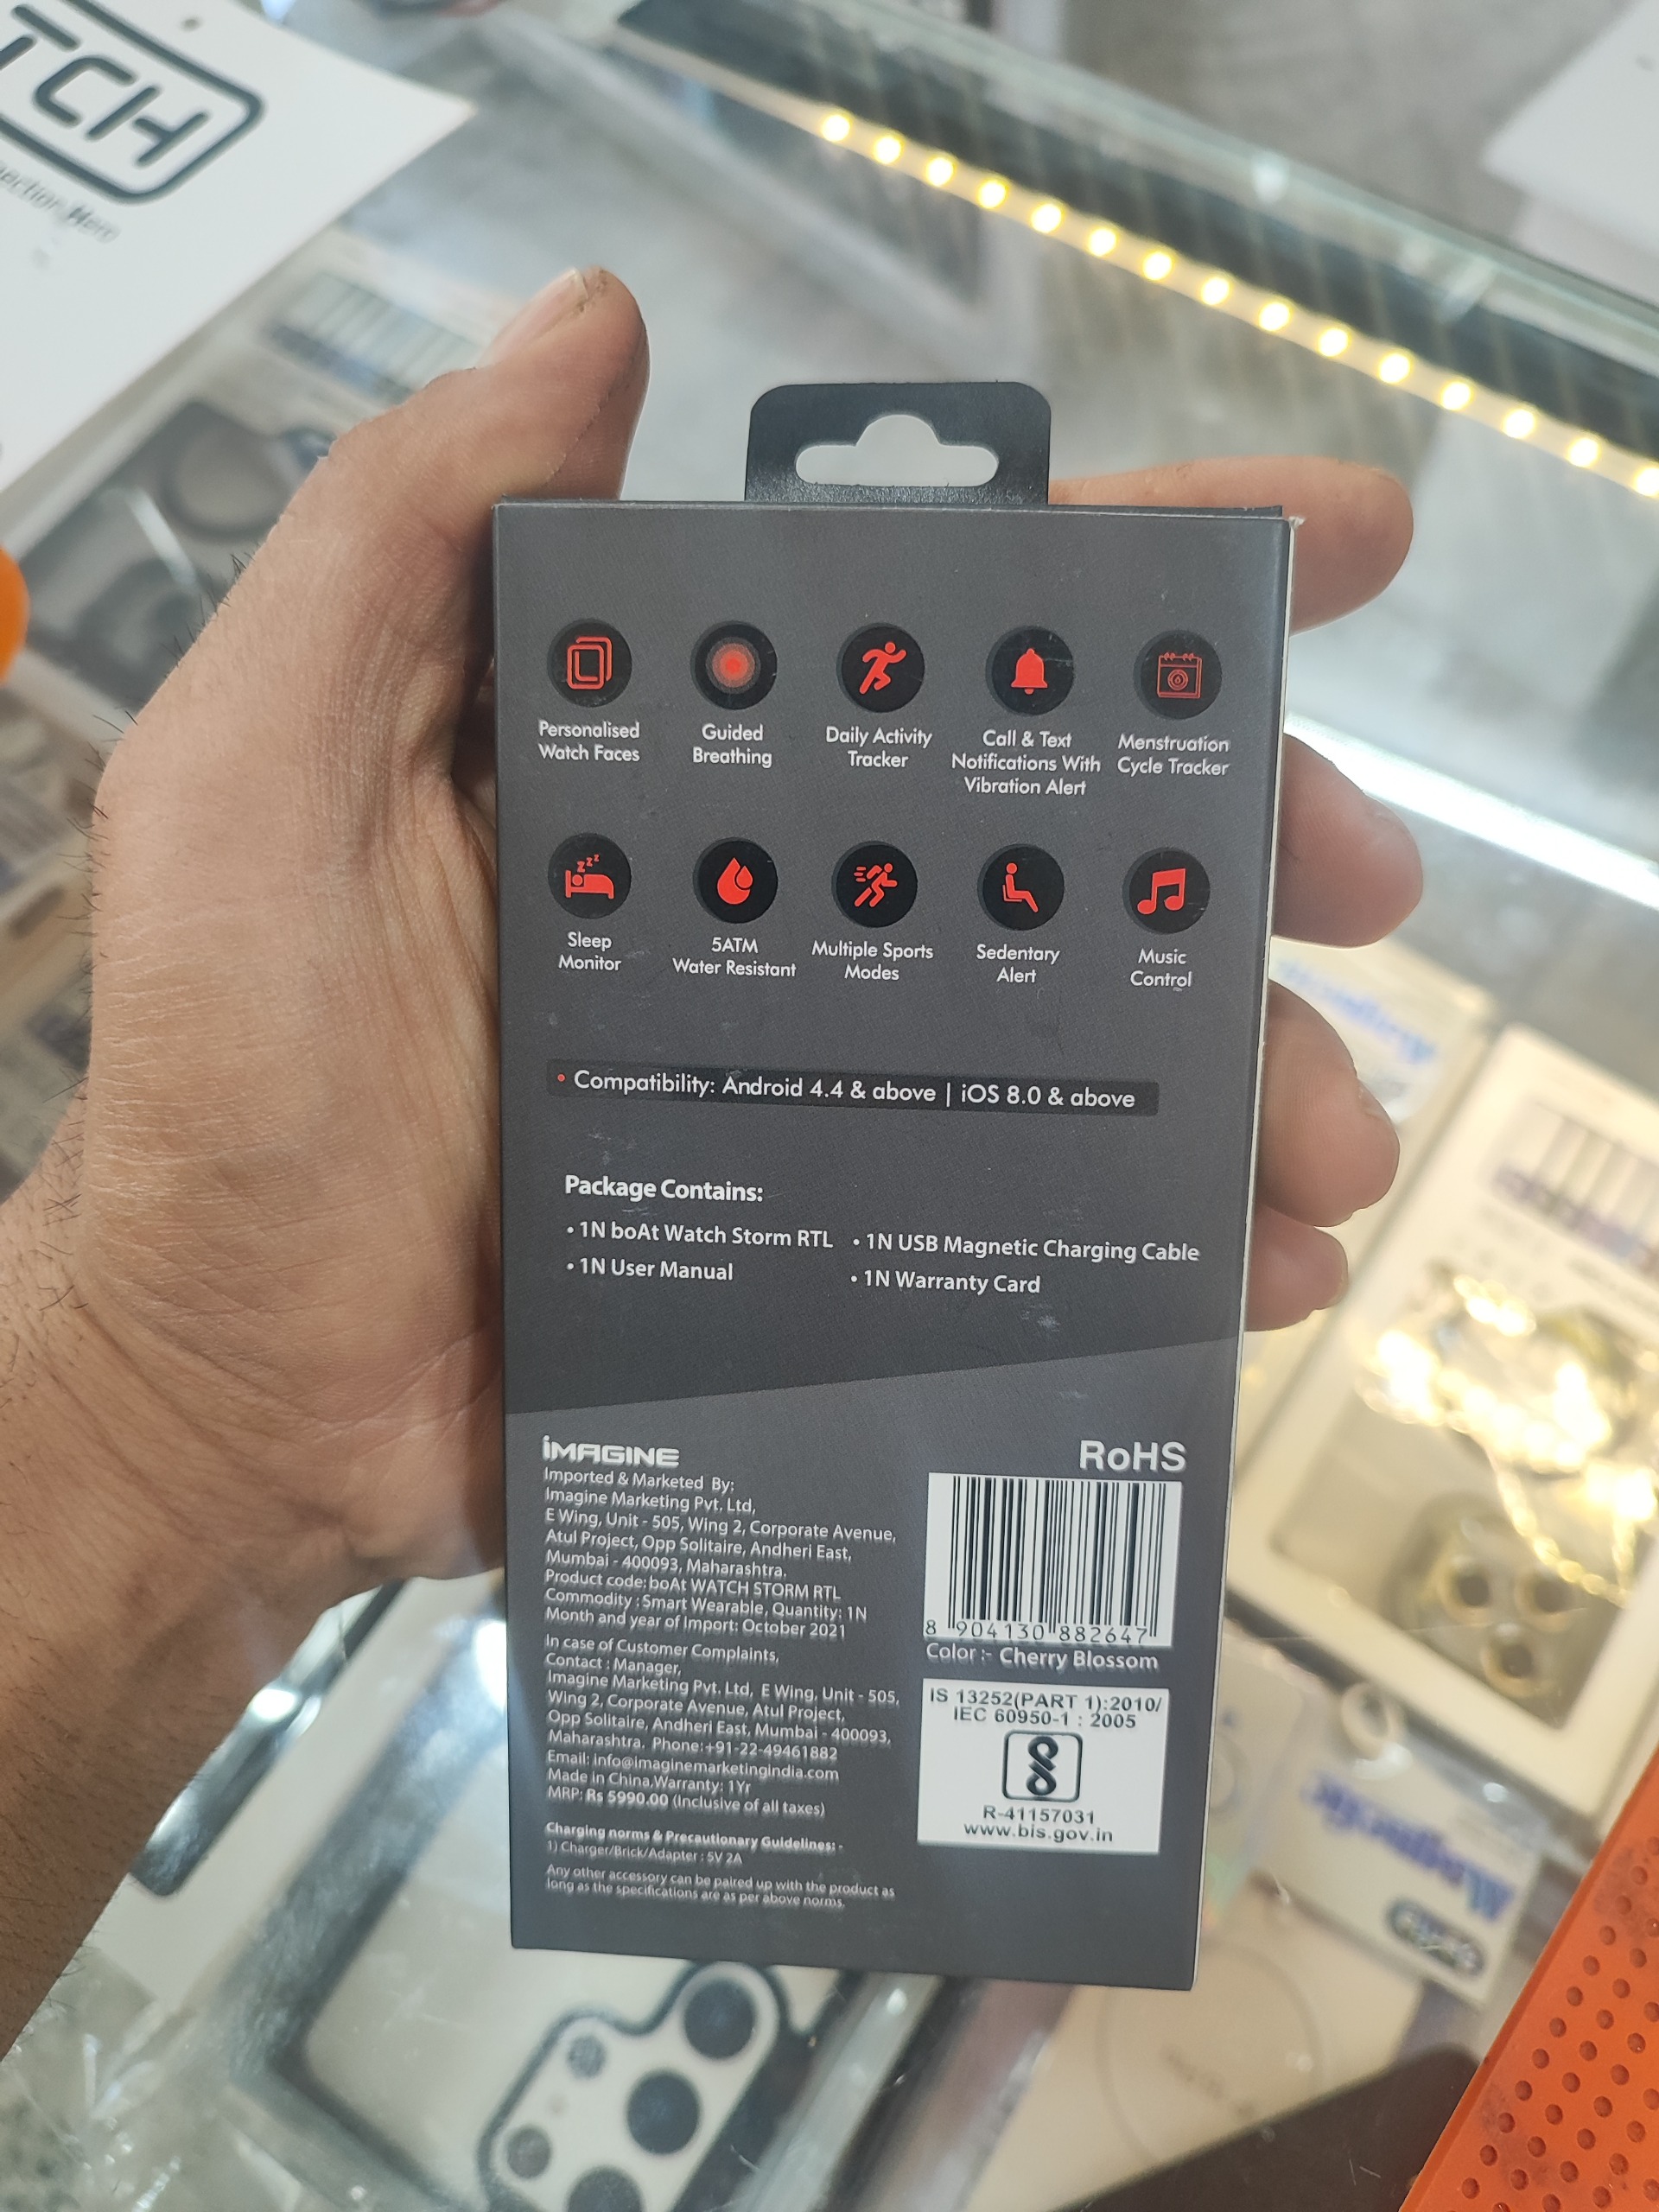 TCH
Personalised
Watch Faces
Guided
Breathing
Daily Activity
Tracker
Call & Text
Notifications With
Vibration Alert
Menstruation
Cycle Tracker
Sleep
Monitor
5ATM
Water Resistant
Multiple Sports
Modes
Sedentary
Alert
Music
Control
• Compatibility: Android 4.4 & above | iOS 8.0 & above
Package Contains:
• 1N boAt Watch Storm RTL
• 1N USB Magnetic Charging Cable
• 1N User Manual
• 1N Warranty Card
iMAGINE
Imported & Marketed By:
Imagine Marketing Pvt. Ltd,
E Wing, Unit - 505, Wing 2, Corporate Avenue,
Atul Project, Opp Solitaire, Andheri East,
Mumbai - 400093, Maharashtra.
Product code: boAt WATCH STORM RTL
Commodity : Smart Wearable, Quantity: 1N
Month and year of Import: October 2021
In case of Customer Complaints,
Contact : Manager,
Imagine Marketing Pvt. Ltd, E Wing, Unit - 505,
Wing 2, Corporate Avenue, Atul Project,
Opp Solitaire, Andheri East, Mumbai - 400093,
Maharashtra. Phone:+91-22-49461882
Email: info@imaginemarketingindia.com
Made in China.Warranty: 1Yr
MRP: Rs 5990.00 (Inclusive of all taxes)
Charging norms & Precautionary Guidelines: -
1) Charger/Brick/Adapter : 5V 2A
Any other accessory can be paired up with the product as
long as the specifications are as per above norms.
RoHS
8 904130 882647
Color :- Cherry Blossom
IS 13252(PART 1):2010/
IEC 60950-1 : 2005
R-41157031
www.bis.gov.in